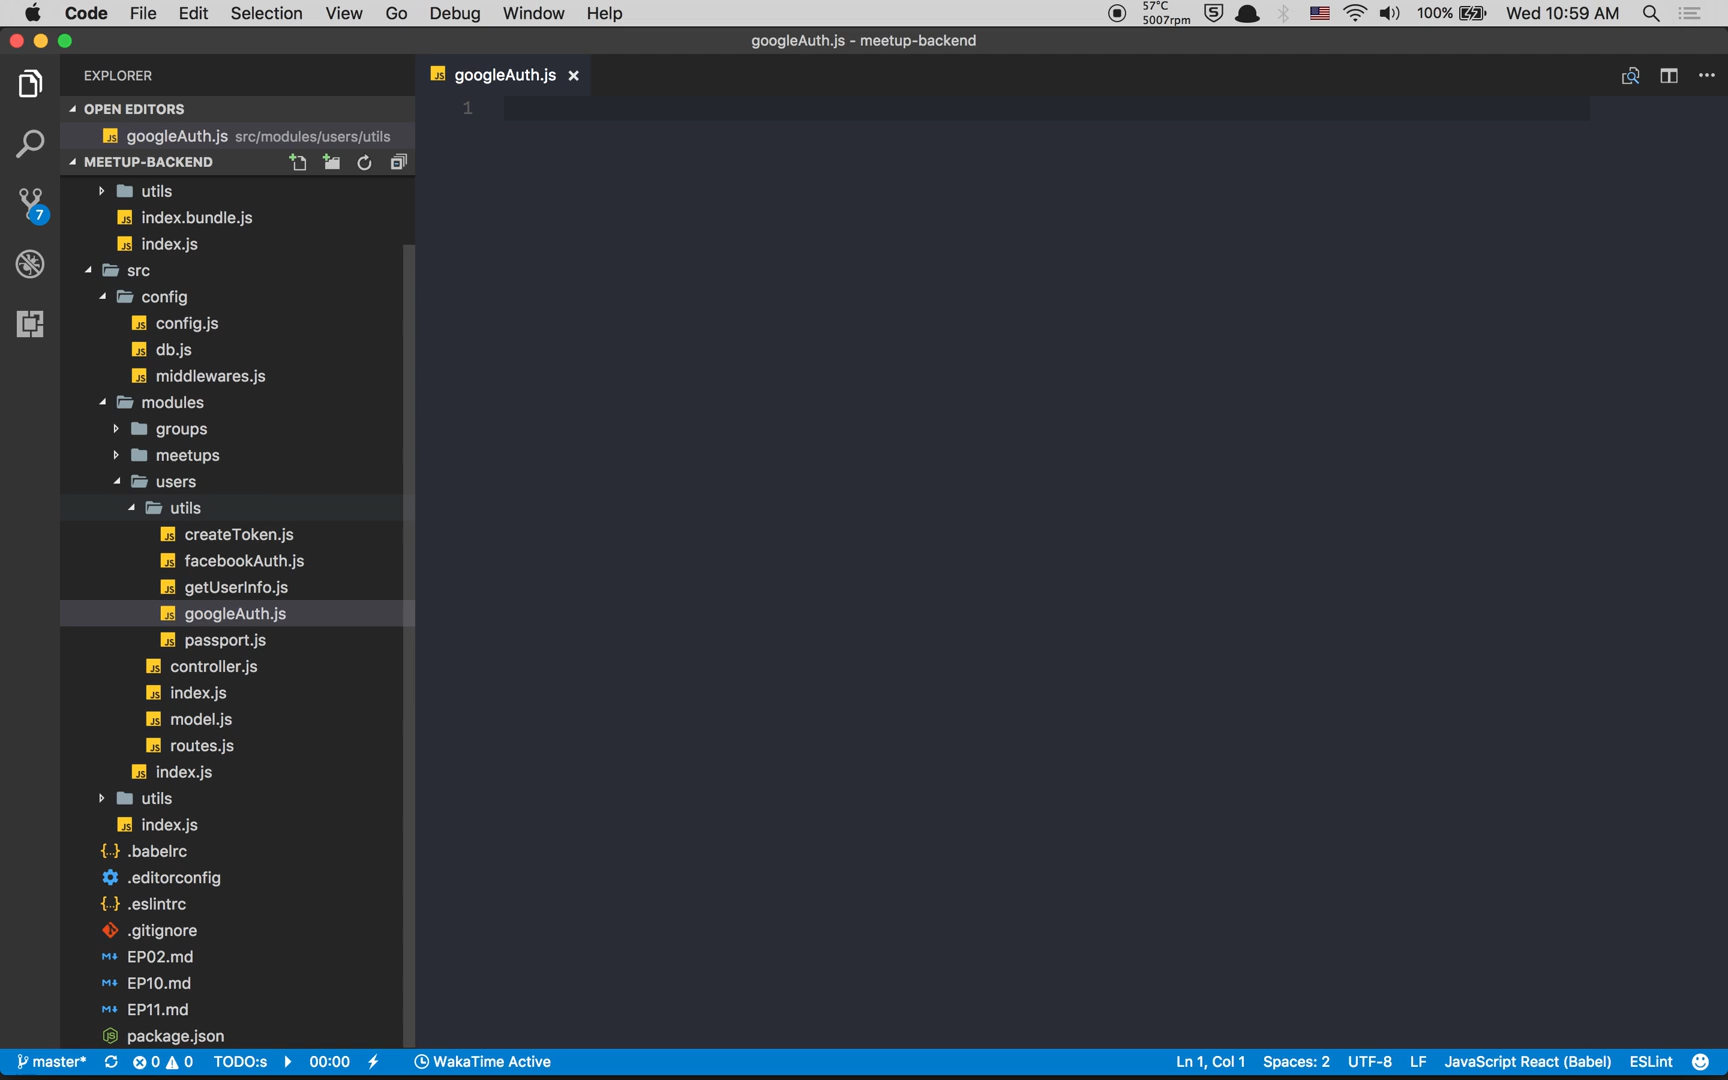 Code File Edit Selection View Go Debug Window Help 57°C 5007rpm 100% Wed 10:59 AM
googleAuth.js - meetup-backend
EXPLORER
googleAuth.js
OPEN EDITORS
1
googleAuth.js src/modules/users/utils
MEETUP-BACKEND
utils
index.bundle.js
index.js
src
config
config.js
db.js
middlewares.js
modules
groups
meetups
users
utils
createToken.js
facebookAuth.js
getUserInfo.js
googleAuth.js
passport.js
controller.js
index.js
model.js
routes.js
index.js
utils
index.js
.babelrc
.editorconfig
.eslintrc
.gitignore
EP02.md
EP10.md
EP11.md
package.json
7
master* 0 0 TODO:s 00:00 WakaTime Active Ln 1, Col 1 Spaces: 2 UTF-8 LF JavaScript React (Babel) ESLint